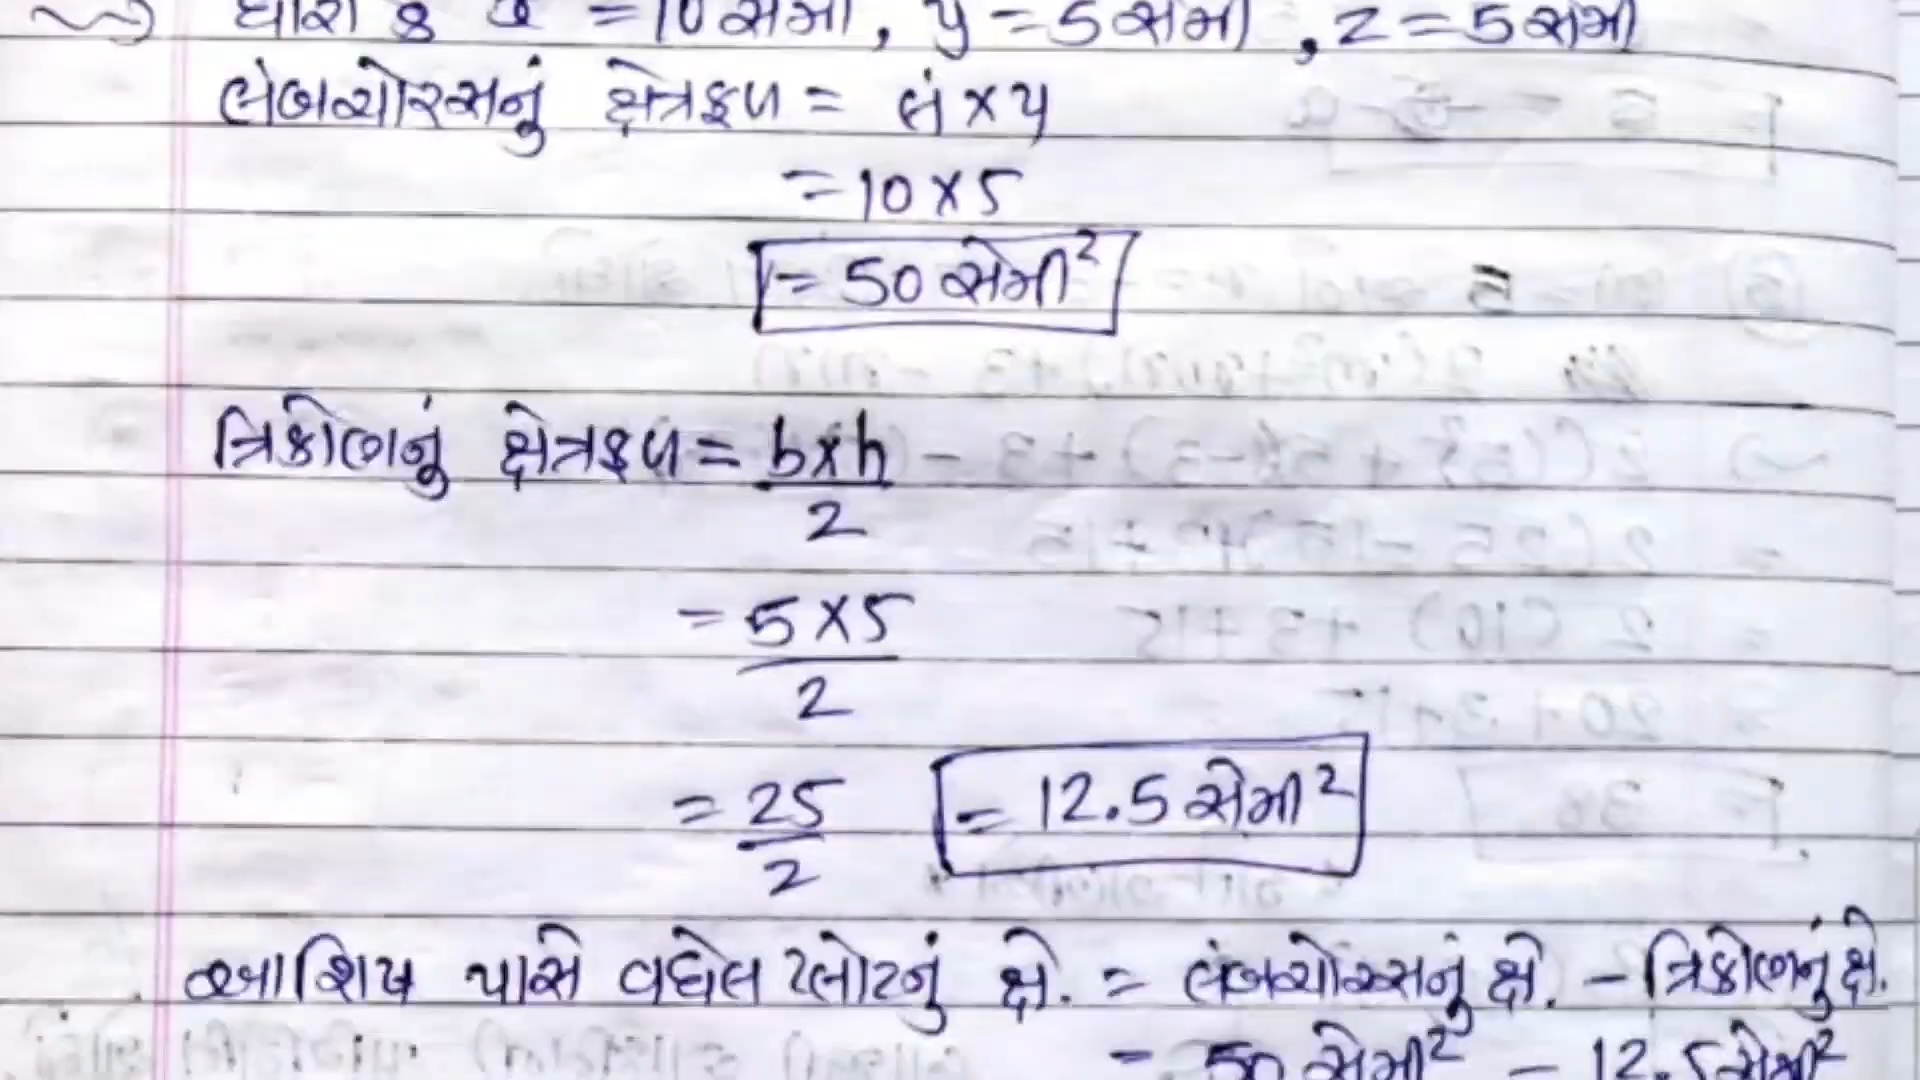 ધારો કે x = 10 સેમી, y = 5 સેમી, z = 5 સેમી
લંબચોરસનું ક્ષેત્રફળ = લં × પ
= 10 × 5
= 50 સેમી²
ત્રિકોણનું ક્ષેત્રફળ = b×h
2
= 5 × 5
2
= 25 = 12.5 સેમી²
2
આશિષ પાસે વધેલ પ્લોટનું ક્ષે. = લંબચોરસનું ક્ષે. – ત્રિકોણનું ક્ષે.
= 50 સેમી² – 12.5 સેમી²